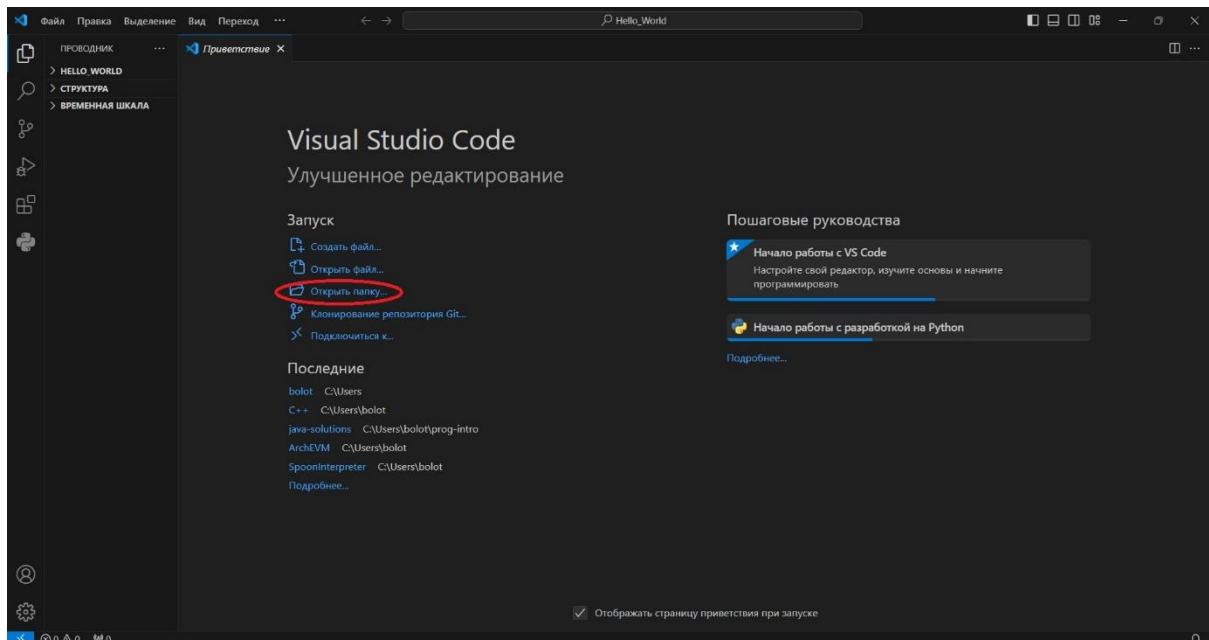 Файл Правка Выделение Вид Переход ··· Hello_World
ПРОВОДНИК ···
HELLO_WORLD
СТРУКТУРА
ВРЕМЕННАЯ ШКАЛА
Приветствие
Visual Studio Code
Улучшенное редактирование
Запуск
Создать файл...
Открыть файл...
Открыть папку...
Клонирование репозитория Git...
Подключиться к...
Последние
bolot C:\Users
C++ C:\Users\bolot
java-solutions C:\Users\bolot\prog-intro
ArchEVM C:\Users\bolot
SpoonInterpreter C:\Users\bolot
Подробнее...
Пошаговые руководства
Начало работы с VS Code
Настройте свой редактор, изучите основы и начните
программировать
Начало работы с разработкой на Python
Подробнее...
Отображать страницу приветствия при запуске
0 0 0